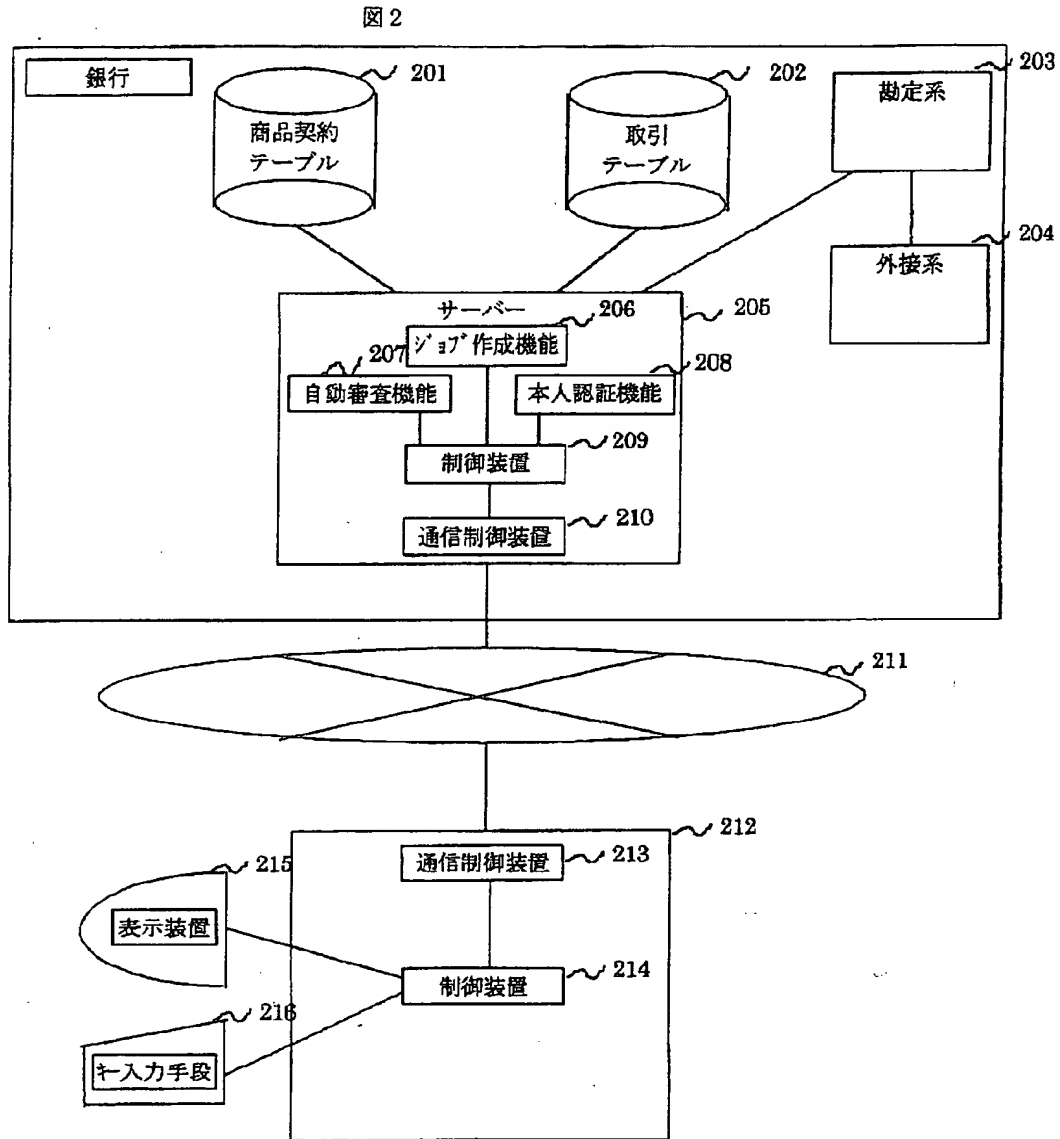 図2
銀行
201
202
203
商品契約
テーブル
取引
テーブル
勘定系
204
外接系
サーバー
205
206
ジョブ作成機能
207
208
自動審査機能
本人認証機能
209
制御装置
210
通信制御装置
211
212
213
通信制御装置
215
表示装置
214
制御装置
216
キー入力手段